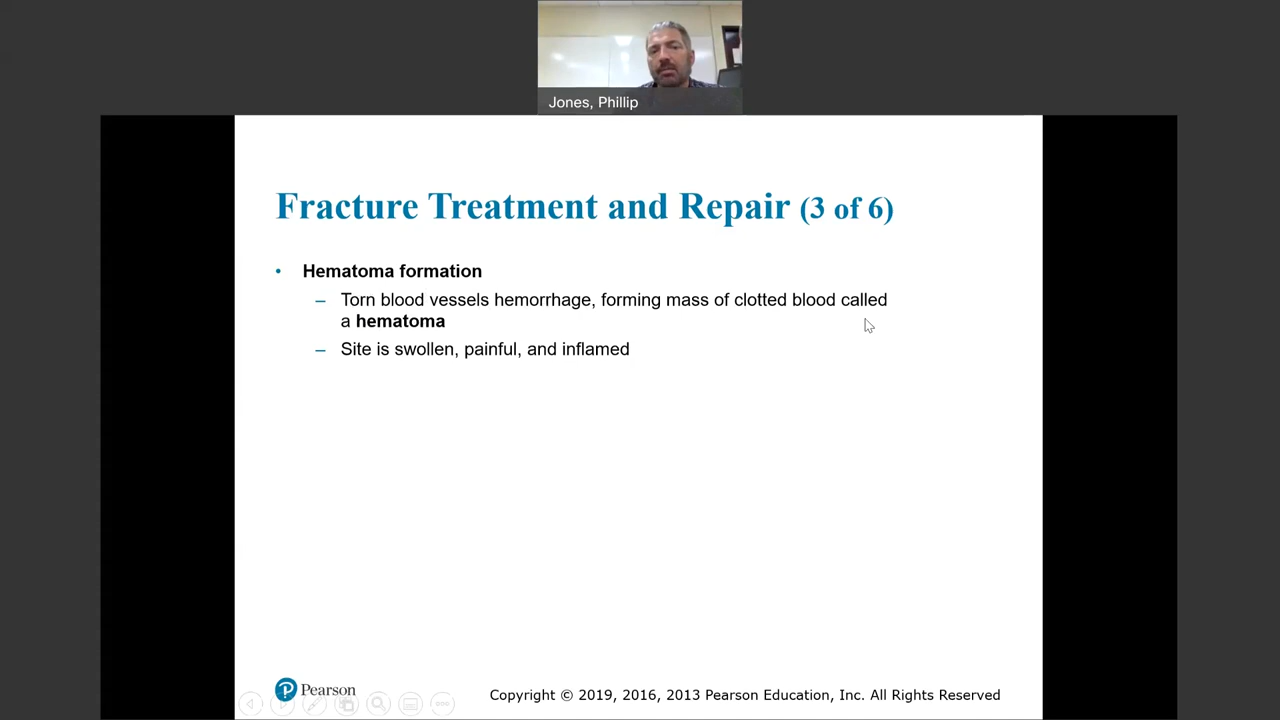 Jones, Phillip
Fracture Treatment and Repair (3 of 6)
• Hematoma formation
– Torn blood vessels hemorrhage, forming mass of clotted blood called
a hematoma
– Site is swollen, painful, and inflamed
Pearson
Copyright © 2019, 2016, 2013 Pearson Education, Inc. All Rights Reserved